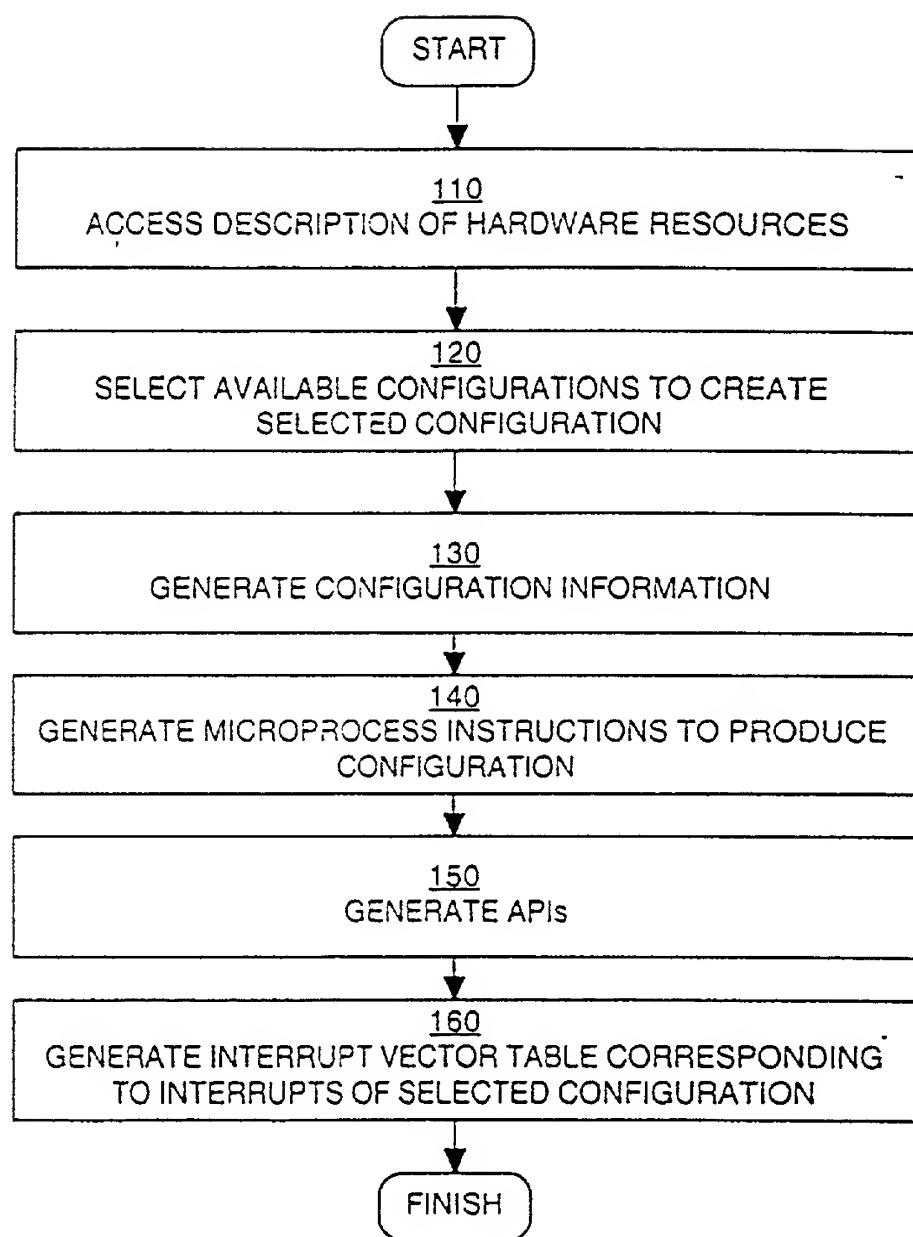 START
110
ACCESS DESCRIPTION OF HARDWARE RESOURCES
120
SELECT AVAILABLE CONFIGURATIONS TO CREATE
SELECTED CONFIGURATION
130
GENERATE CONFIGURATION INFORMATION
140
GENERATE MICROPROCESS INSTRUCTIONS TO PRODUCE
CONFIGURATION
150
GENERATE APIs
160
GENERATE INTERRUPT VECTOR TABLE CORRESPONDING
TO INTERRUPTS OF SELECTED CONFIGURATION
FINISH